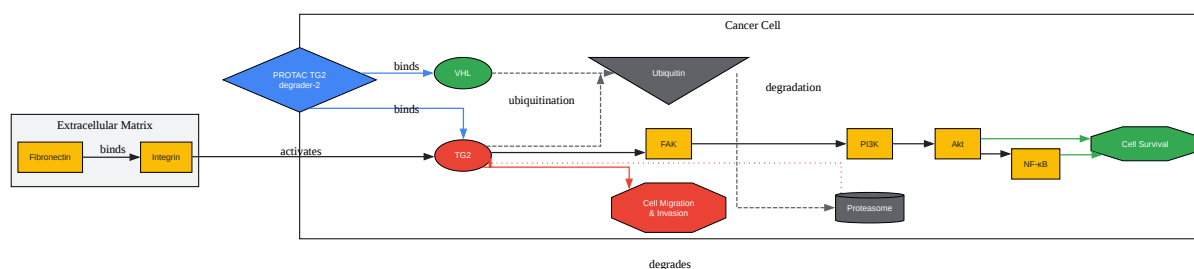 Cancer Cell
PROTAC TG2
degrader-2
binds
VHL
Ubiquitin
degradation
ubiquitination
binds
Extracellular Matrix
Fibronectin
binds
Integrin
activates
TG2
FAK
PI3K
Akt
NF-κB
Cell Survival
Cell Migration
& Invasion
Proteasome
degrades